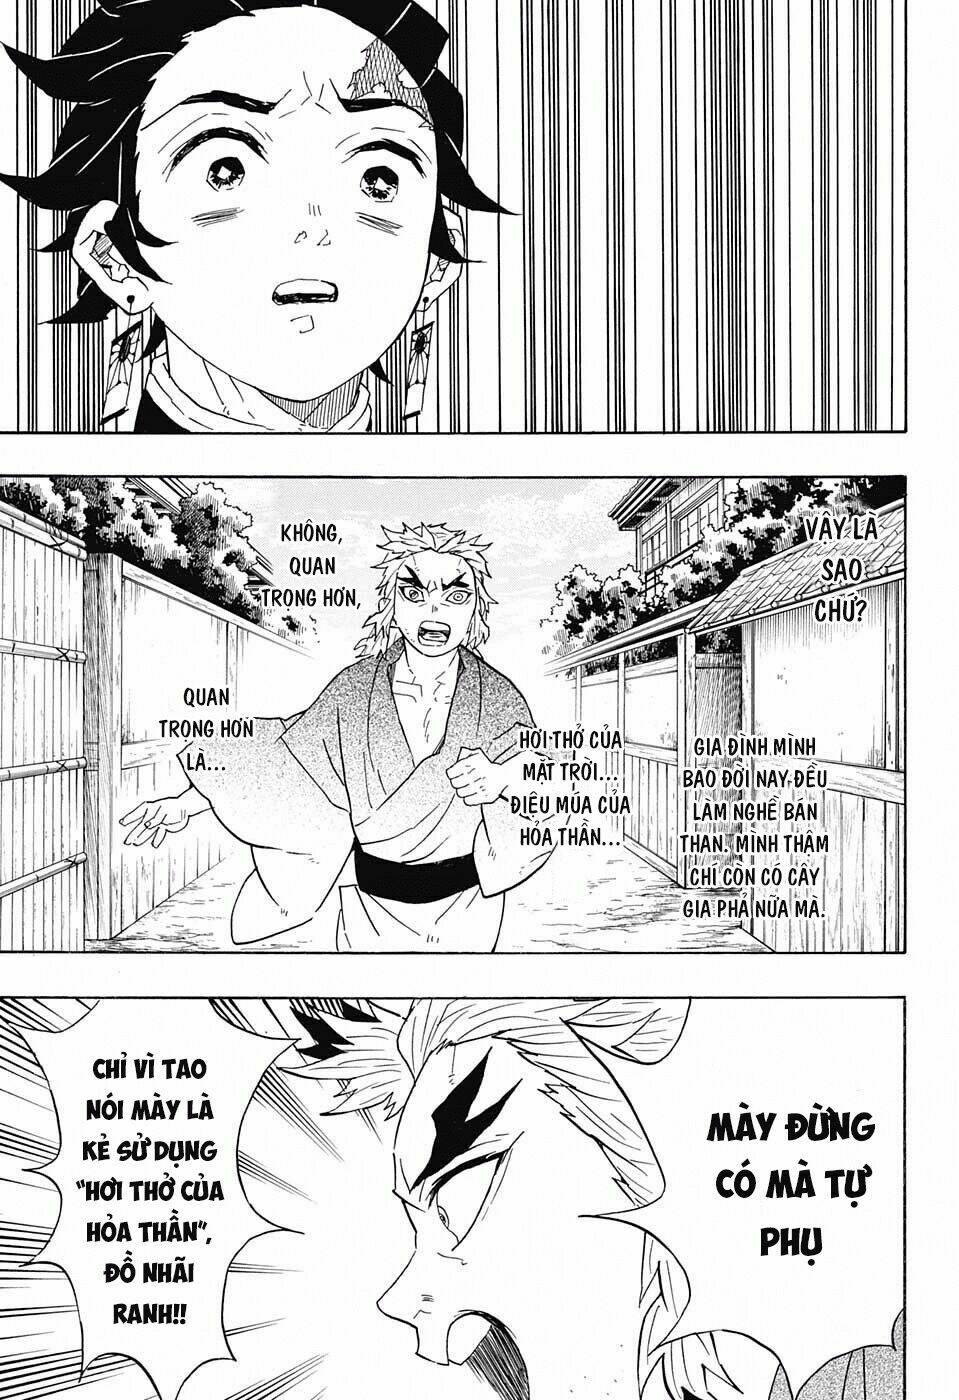 VẬY LÀ
SAO
CHỨ?
GIA ĐÌNH MÌNH
BAO ĐỜI NAY ĐỀU
LÀM NGHỀ BÁN
THAN. MÌNH THẬM
CHÍ CÒN CÓ CÂY
GIA PHẢ NỮA MÀ.
HƠI THỞ CỦA
MẶT TRỜI...
ĐIỆU MÚA CỦA
HỎA THẦN...
KHÔNG,
QUAN
TRỌNG HƠN,
QUAN
TRỌNG HƠN
LÀ...
MÀY ĐỪNG
CÓ MÀ TỰ
PHỤ
CHỈ VÌ TAO
NÓI MÀY LÀ
KẺ SỬ DỤNG
"HƠI THỞ CỦA
HỎA THẦN",
ĐỒ NHÃI
RANH!!